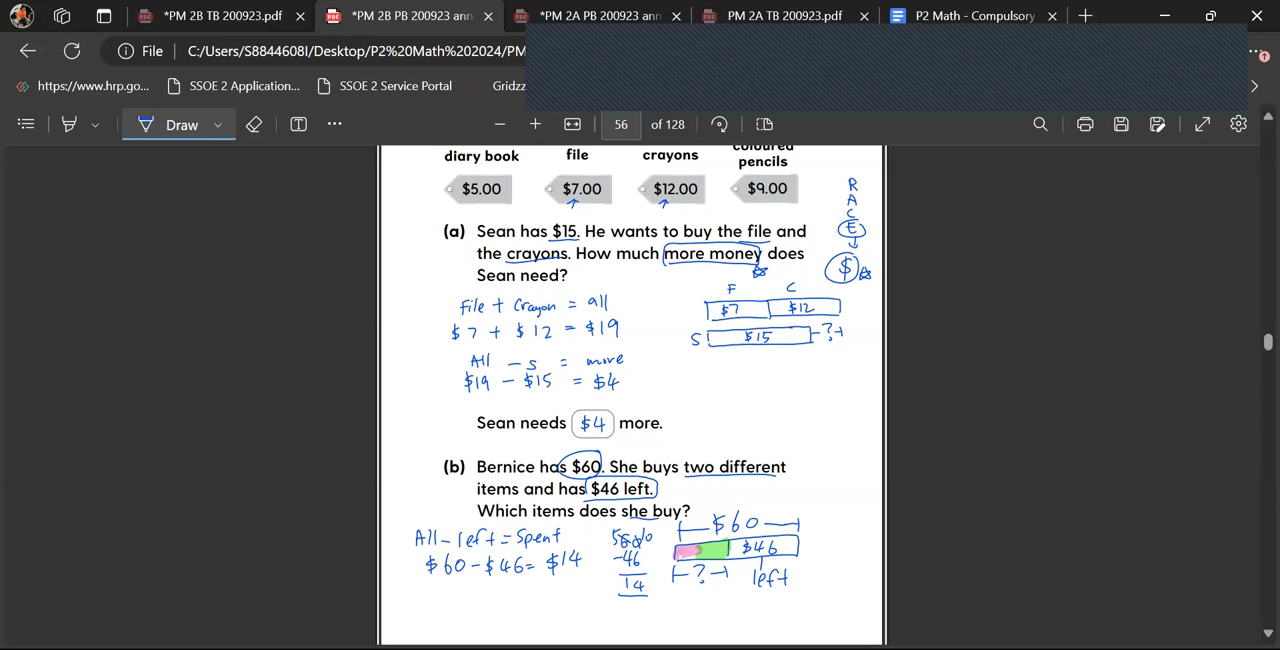 *PM 2B TB 200923.pdf
*PM 2B PB 200923 ann
*PM 2A PB 200923 ann
PM 2A TB 200923.pdf
P2 Math - Compulsory
File
C:/Users/S8844608I/Desktop/P2%20Math%202024/PM
https://www.hrp.go...
SSOE 2 Application...
SSOE 2 Service Portal
Gridzz
Draw
56 of 128
diary book file crayons coloured pencils
$5.00 $7.00 $12.00 $9.00
R
A
C
E
$
(a) Sean has $15. He wants to buy the file and
the crayons. How much more money does
Sean need?
File + Crayon = all
$7 + $12 = $19
All - S = more
$19 - $15 = $4
F C
$7 $12
S $15 ?
Sean needs $4 more.
(b) Bernice has $60. She buys two different
items and has $46 left.
Which items does she buy?
All - left = Spent
$60 - $46 = $14
-46
14
$60
$46
? left